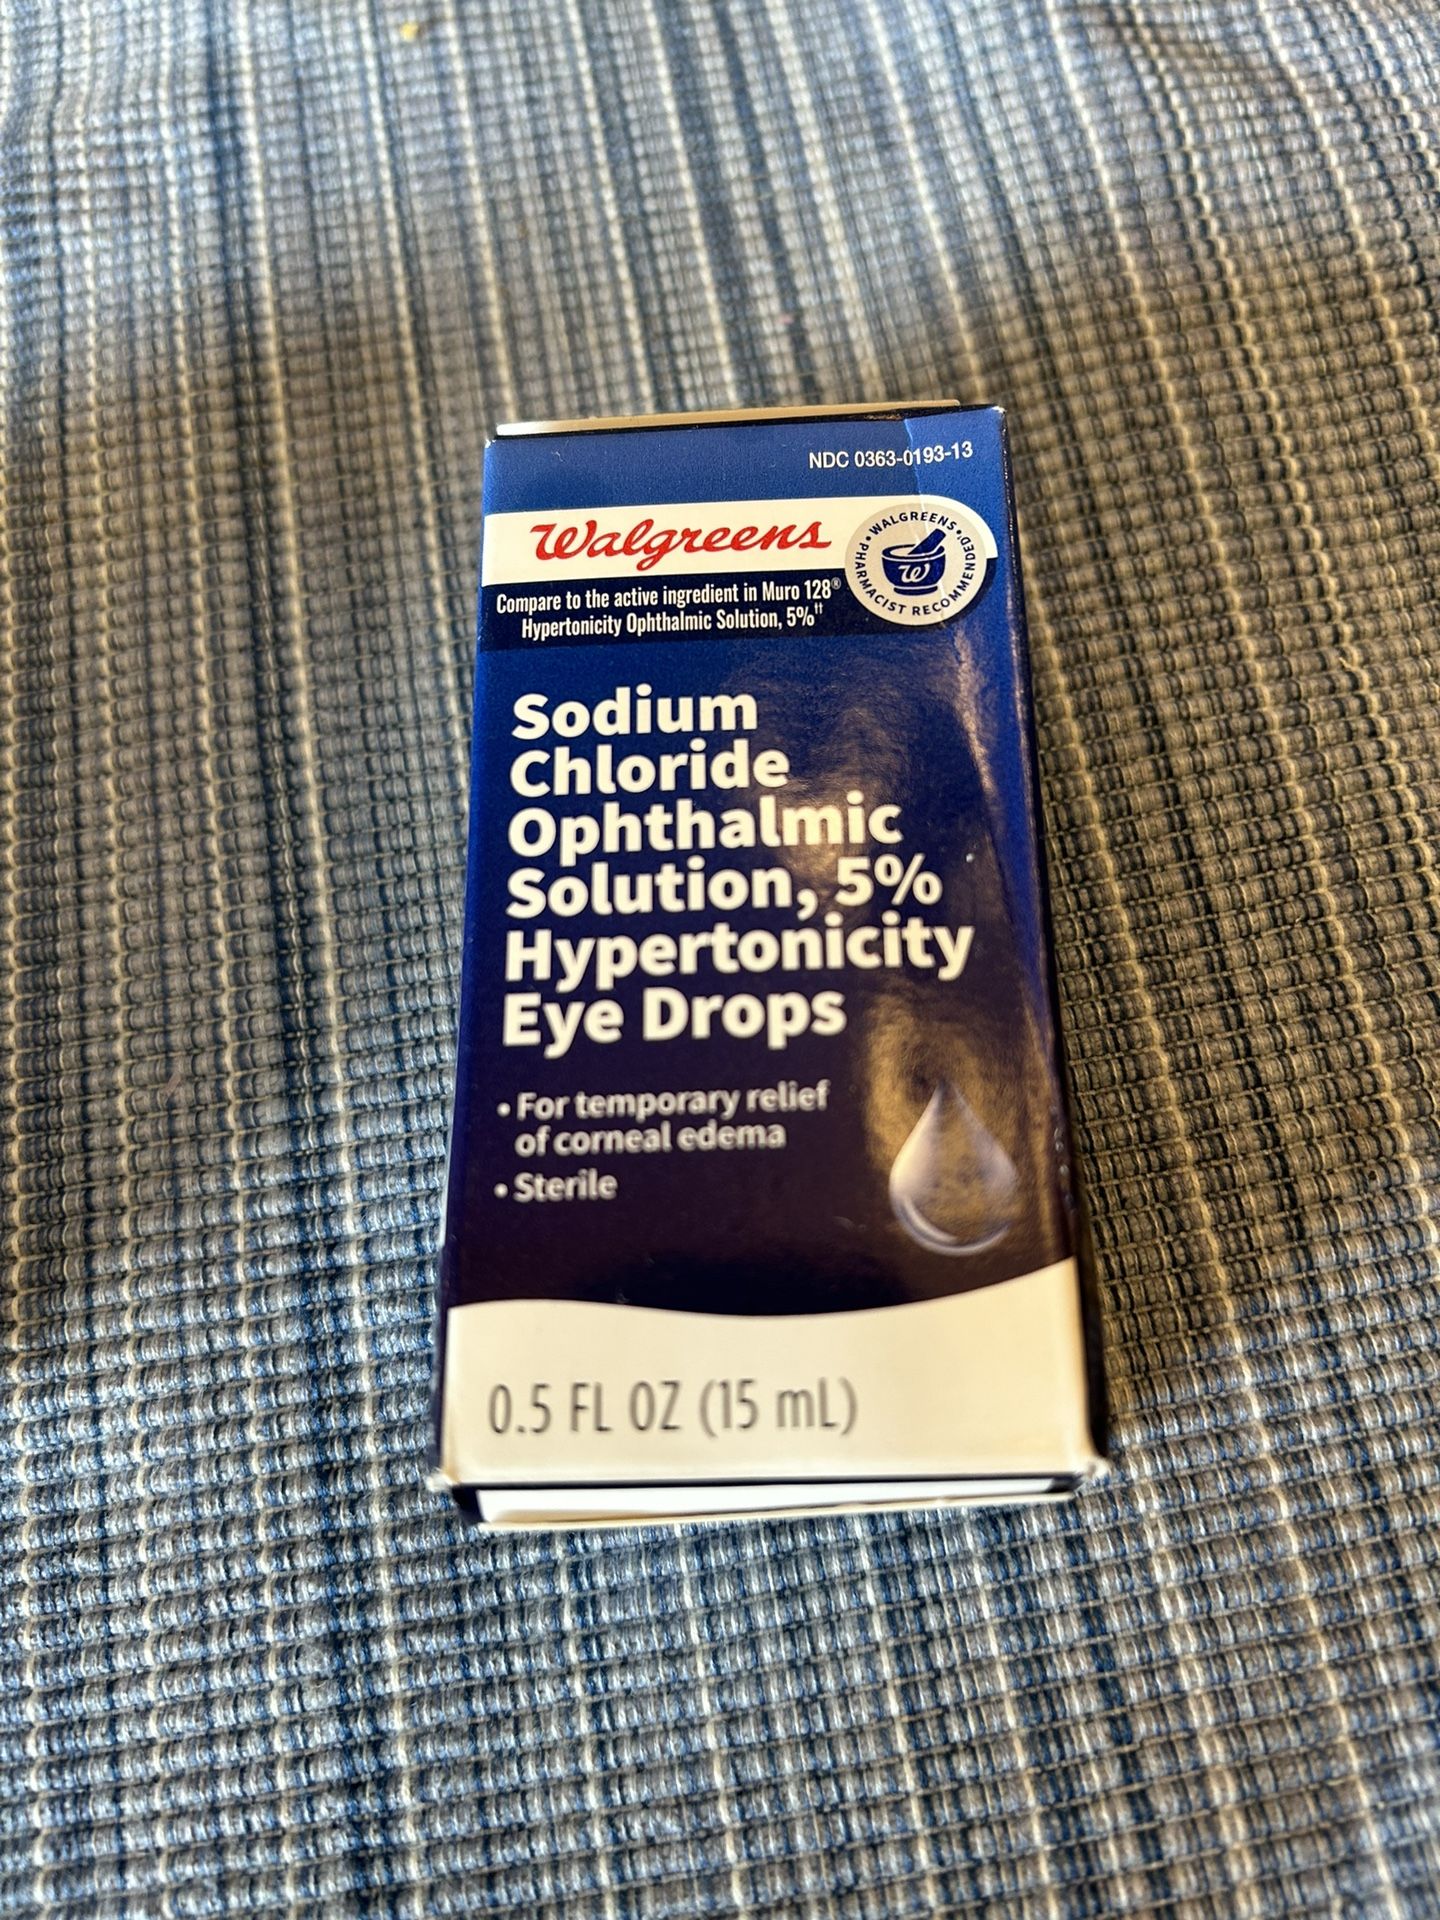 NDC 0363-0193-13
Walgreens
WALGREENS • PHARMACIST RECOMMENDED^ •
W
Compare to the active ingredient in Muro 128®
Hypertonicity Ophthalmic Solution, 5%††
Sodium
Chloride
Ophthalmic
Solution, 5%
Hypertonicity
Eye Drops
• For temporary relief
of corneal edema
• Sterile
0.5 FL OZ (15 mL)